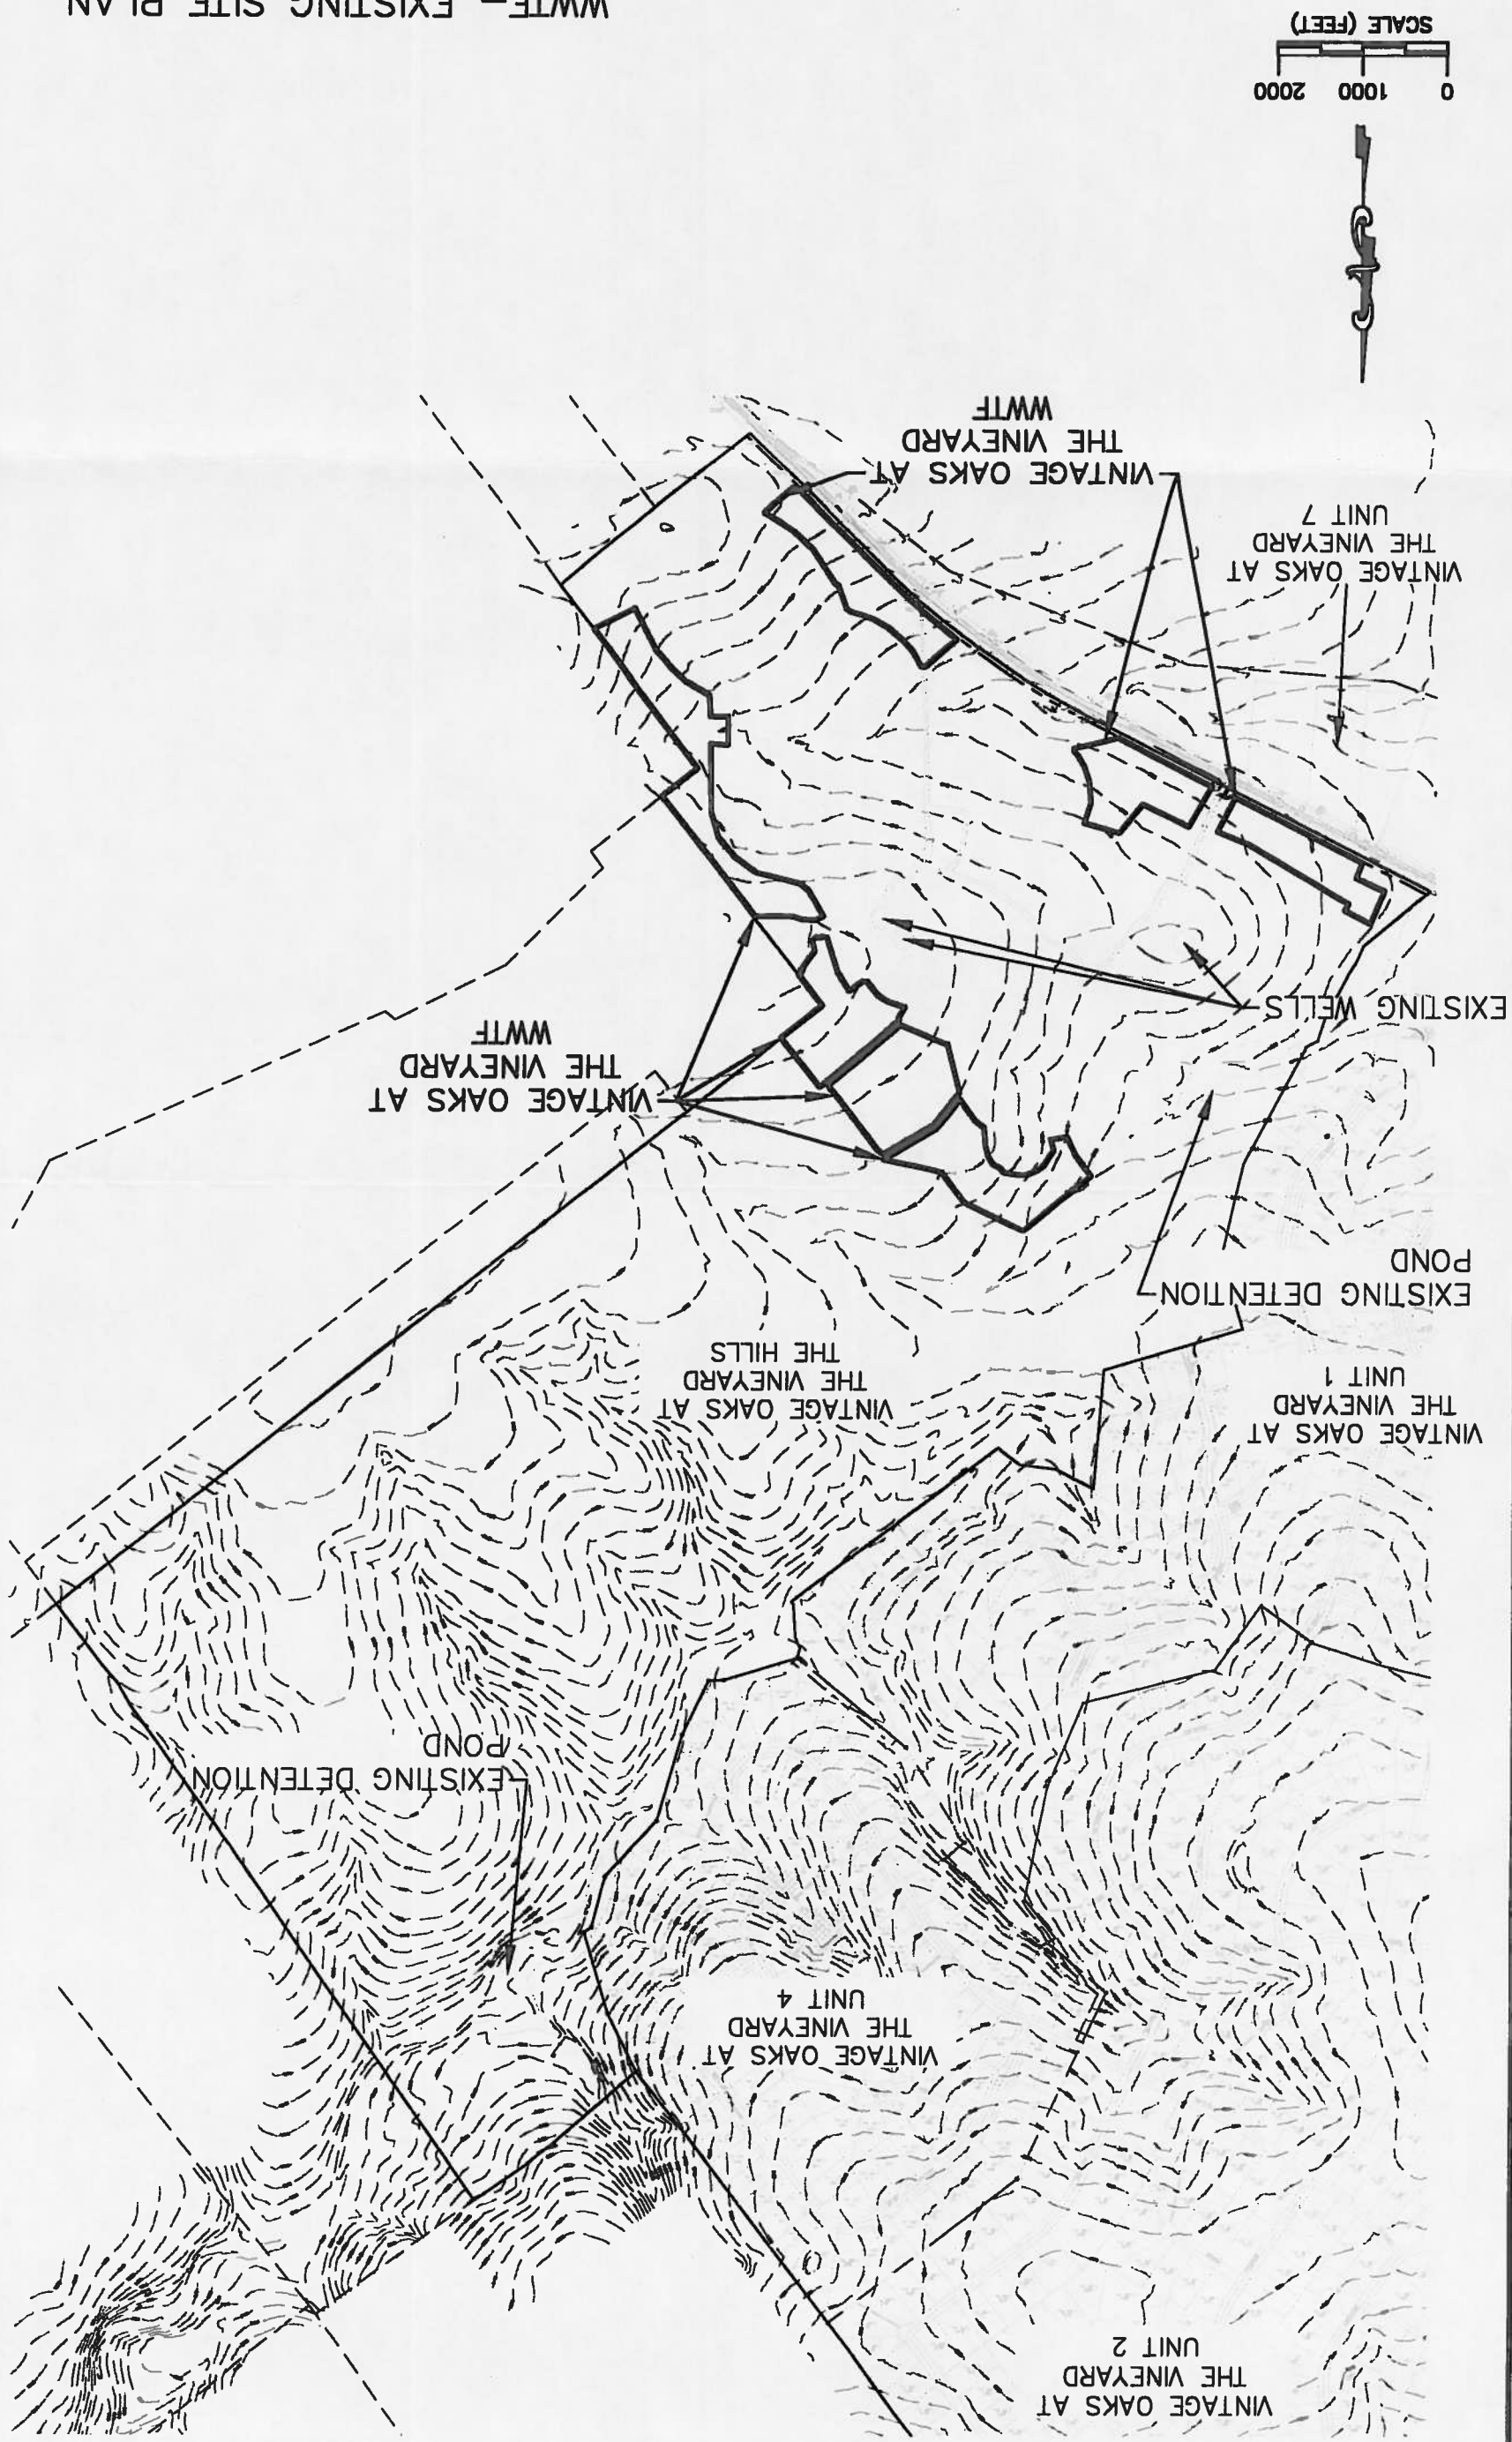 VINTAGE OAKS AT
THE VINEYARD
UNIT 2
VINTAGE OAKS AT
THE VINEYARD
UNIT 4
EXISTING DETENTION
POND
VINTAGE OAKS AT
THE VINEYARD
UNIT 1
VINTAGE OAKS AT
THE VINEYARD
THE HILLS
EXISTING DETENTION
POND
VINTAGE OAKS AT
THE VINEYARD
WWTF
EXISTING WELLS
VINTAGE OAKS AT
THE VINEYARD
UNIT 7
VINTAGE OAKS AT
THE VINEYARD
WWTF
0 1000 2000
SCALE (FEET)
WWTF- EXISTING SITE PLAN